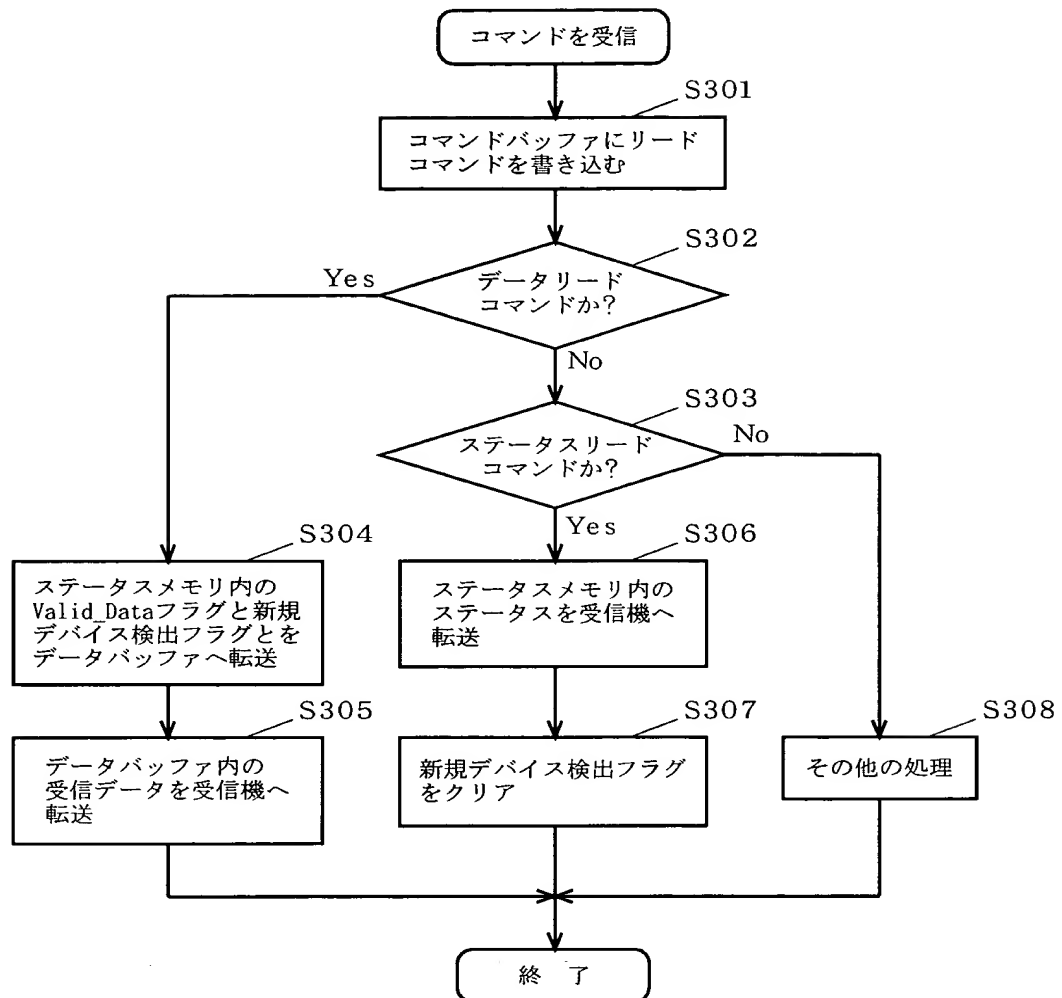 コマンドを受信
S301
コマンドバッファにリード
コマンドを書き込む
S302
Yes
データリード
コマンドか?
No
S303
ステータスリード
コマンドか?
No
Yes
S304
ステータスメモリ内の
Valid_Dataフラグと新規
デバイス検出フラグとを
データバッファへ転送
S306
ステータスメモリ内の
ステータスを受信機へ
転送
S305
データバッファ内の
受信データを受信機へ
転送
S307
新規デバイス検出フラグ
をクリア
S308
その他の処理
終 了